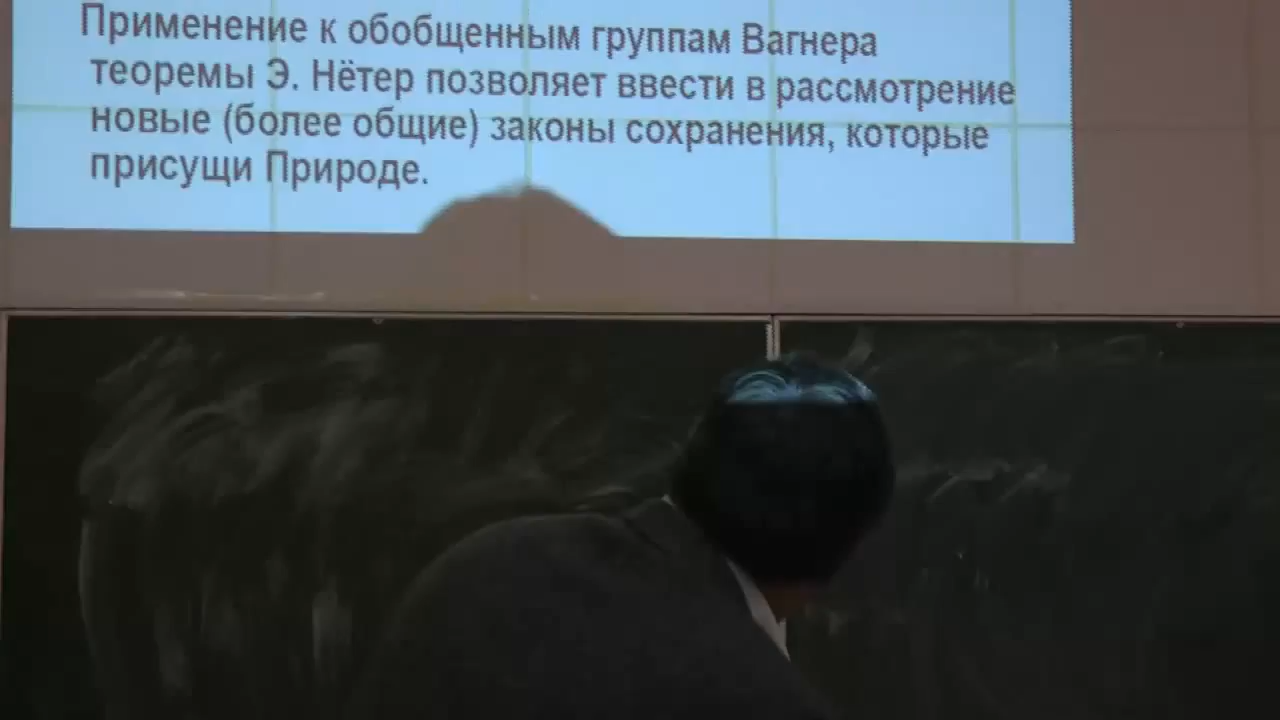 Применение к обобщенным группам Вагнера
теоремы Э. Нётер позволяет ввести в рассмотрение
новые (более общие) законы сохранения, которые
присущи Природе.